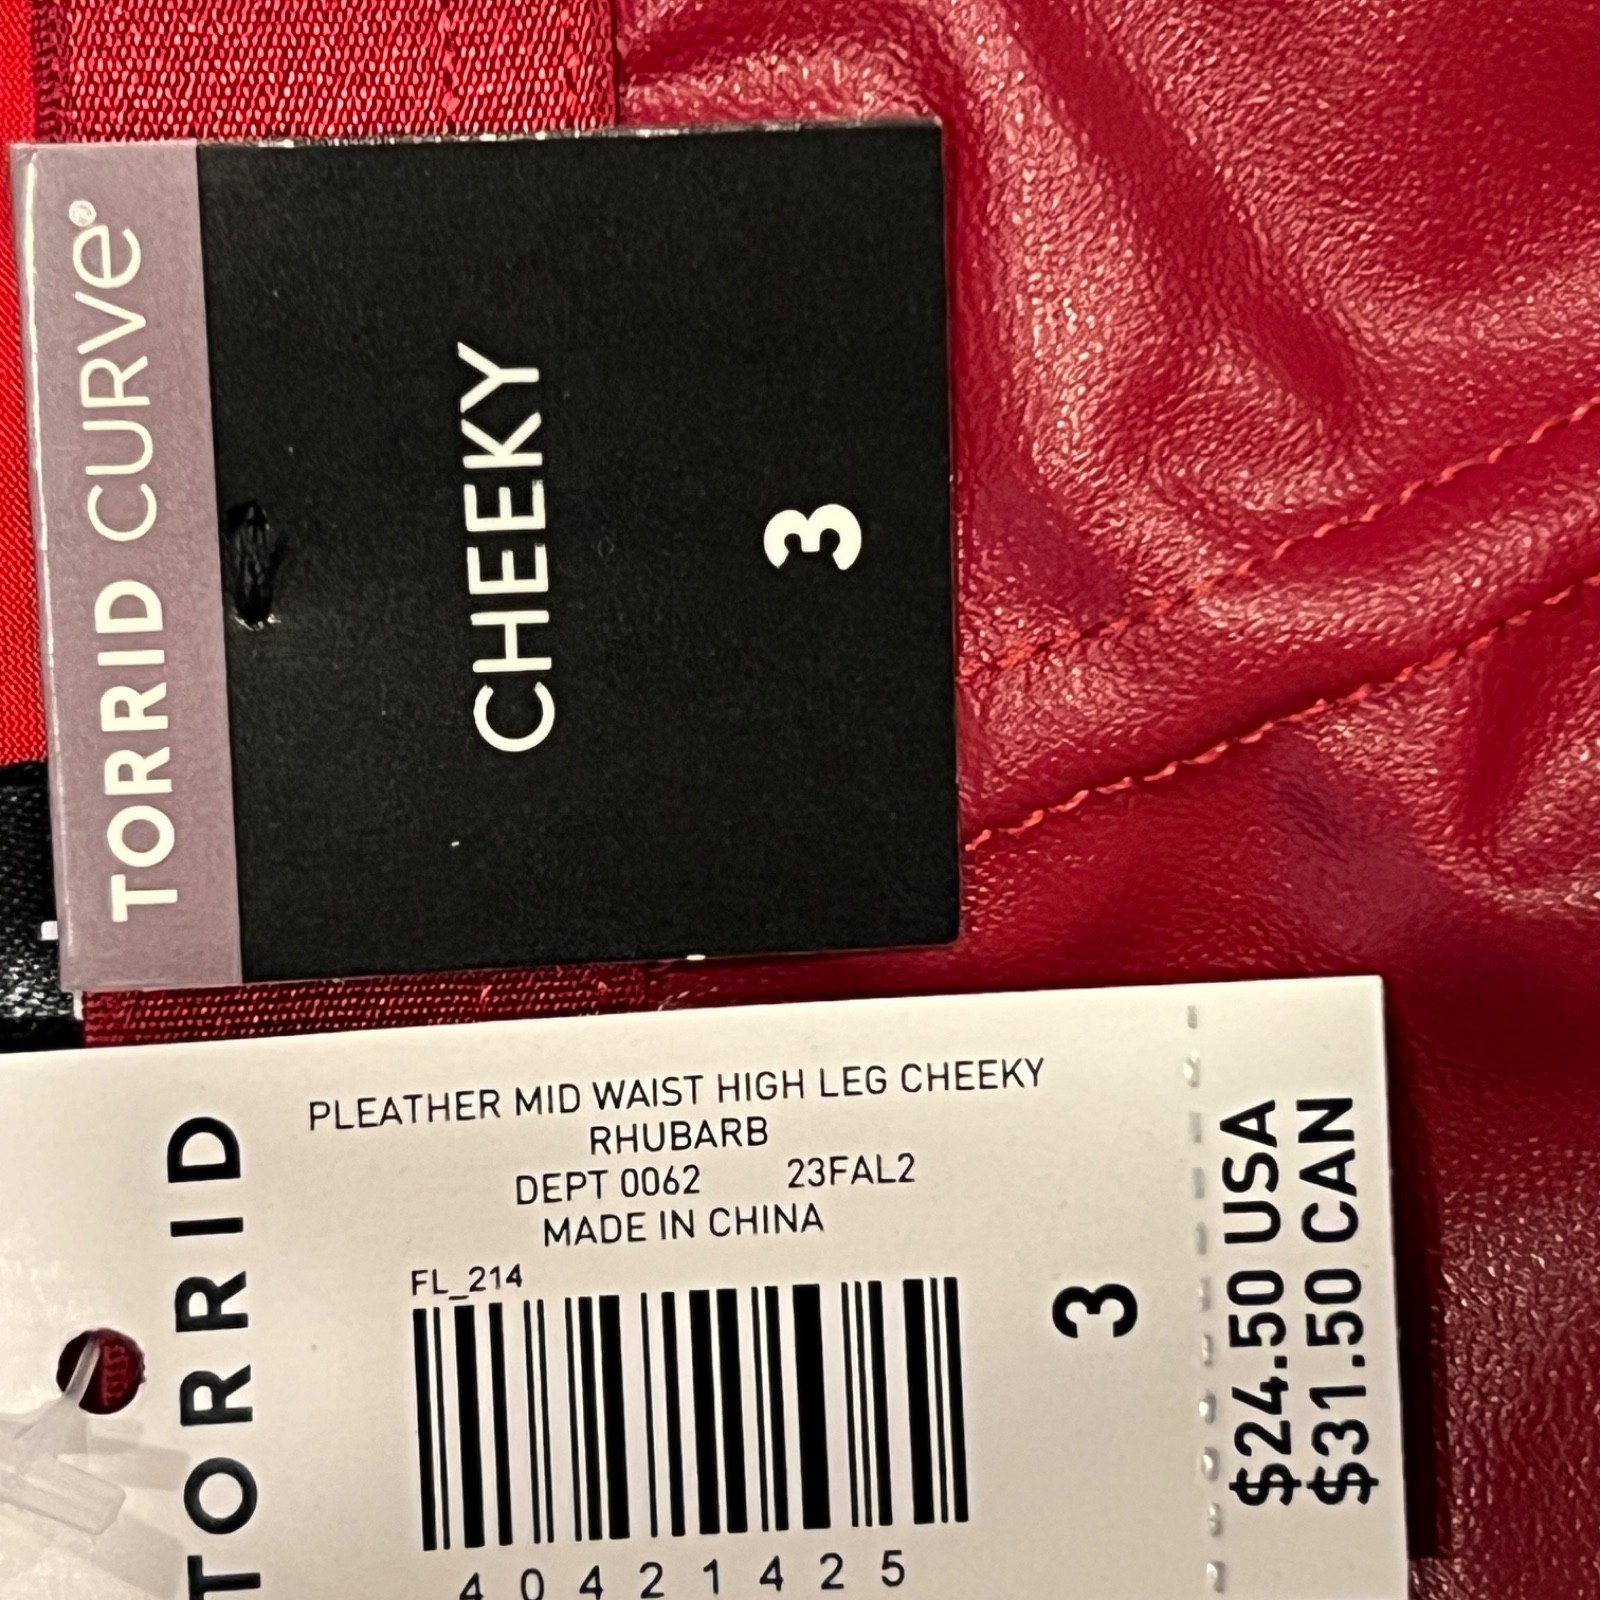 TORRID CURVE®
CHEEKY
3
TORRID
PLEATHER MID WAIST HIGH LEG CHEEKY
RHUBARB
DEPT 0062 23FAL2
MADE IN CHINA
FL_214
40421425
3
$24.50 USA
$31.50 CAN